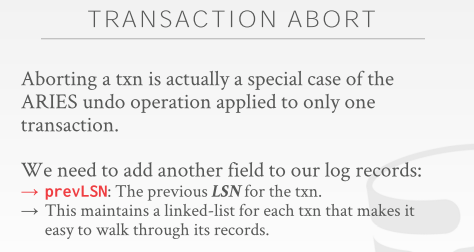 TRANSACTION ABORT
Aborting a txn is actually a special case of the
ARIES undo operation applied to only one
transaction.
We need to add another field to our log records:
→ prevLSN: The previous LSN for the txn.
→ This maintains a linked-list for each txn that makes it
easy to walk through its records.